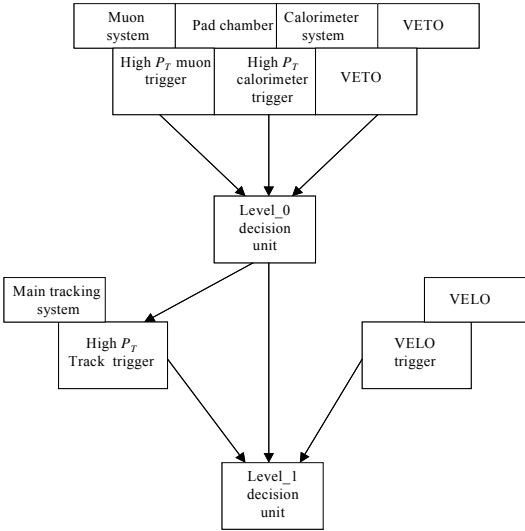 Muon
system
Pad chamber
Calorimeter
system
VETO
High P_T muon
trigger
High P_T
calorimeter
trigger
VETO
Level_0
decision
unit
Main tracking
system
High P_T
Track trigger
VELO
VELO
trigger
Level_1
decision
unit